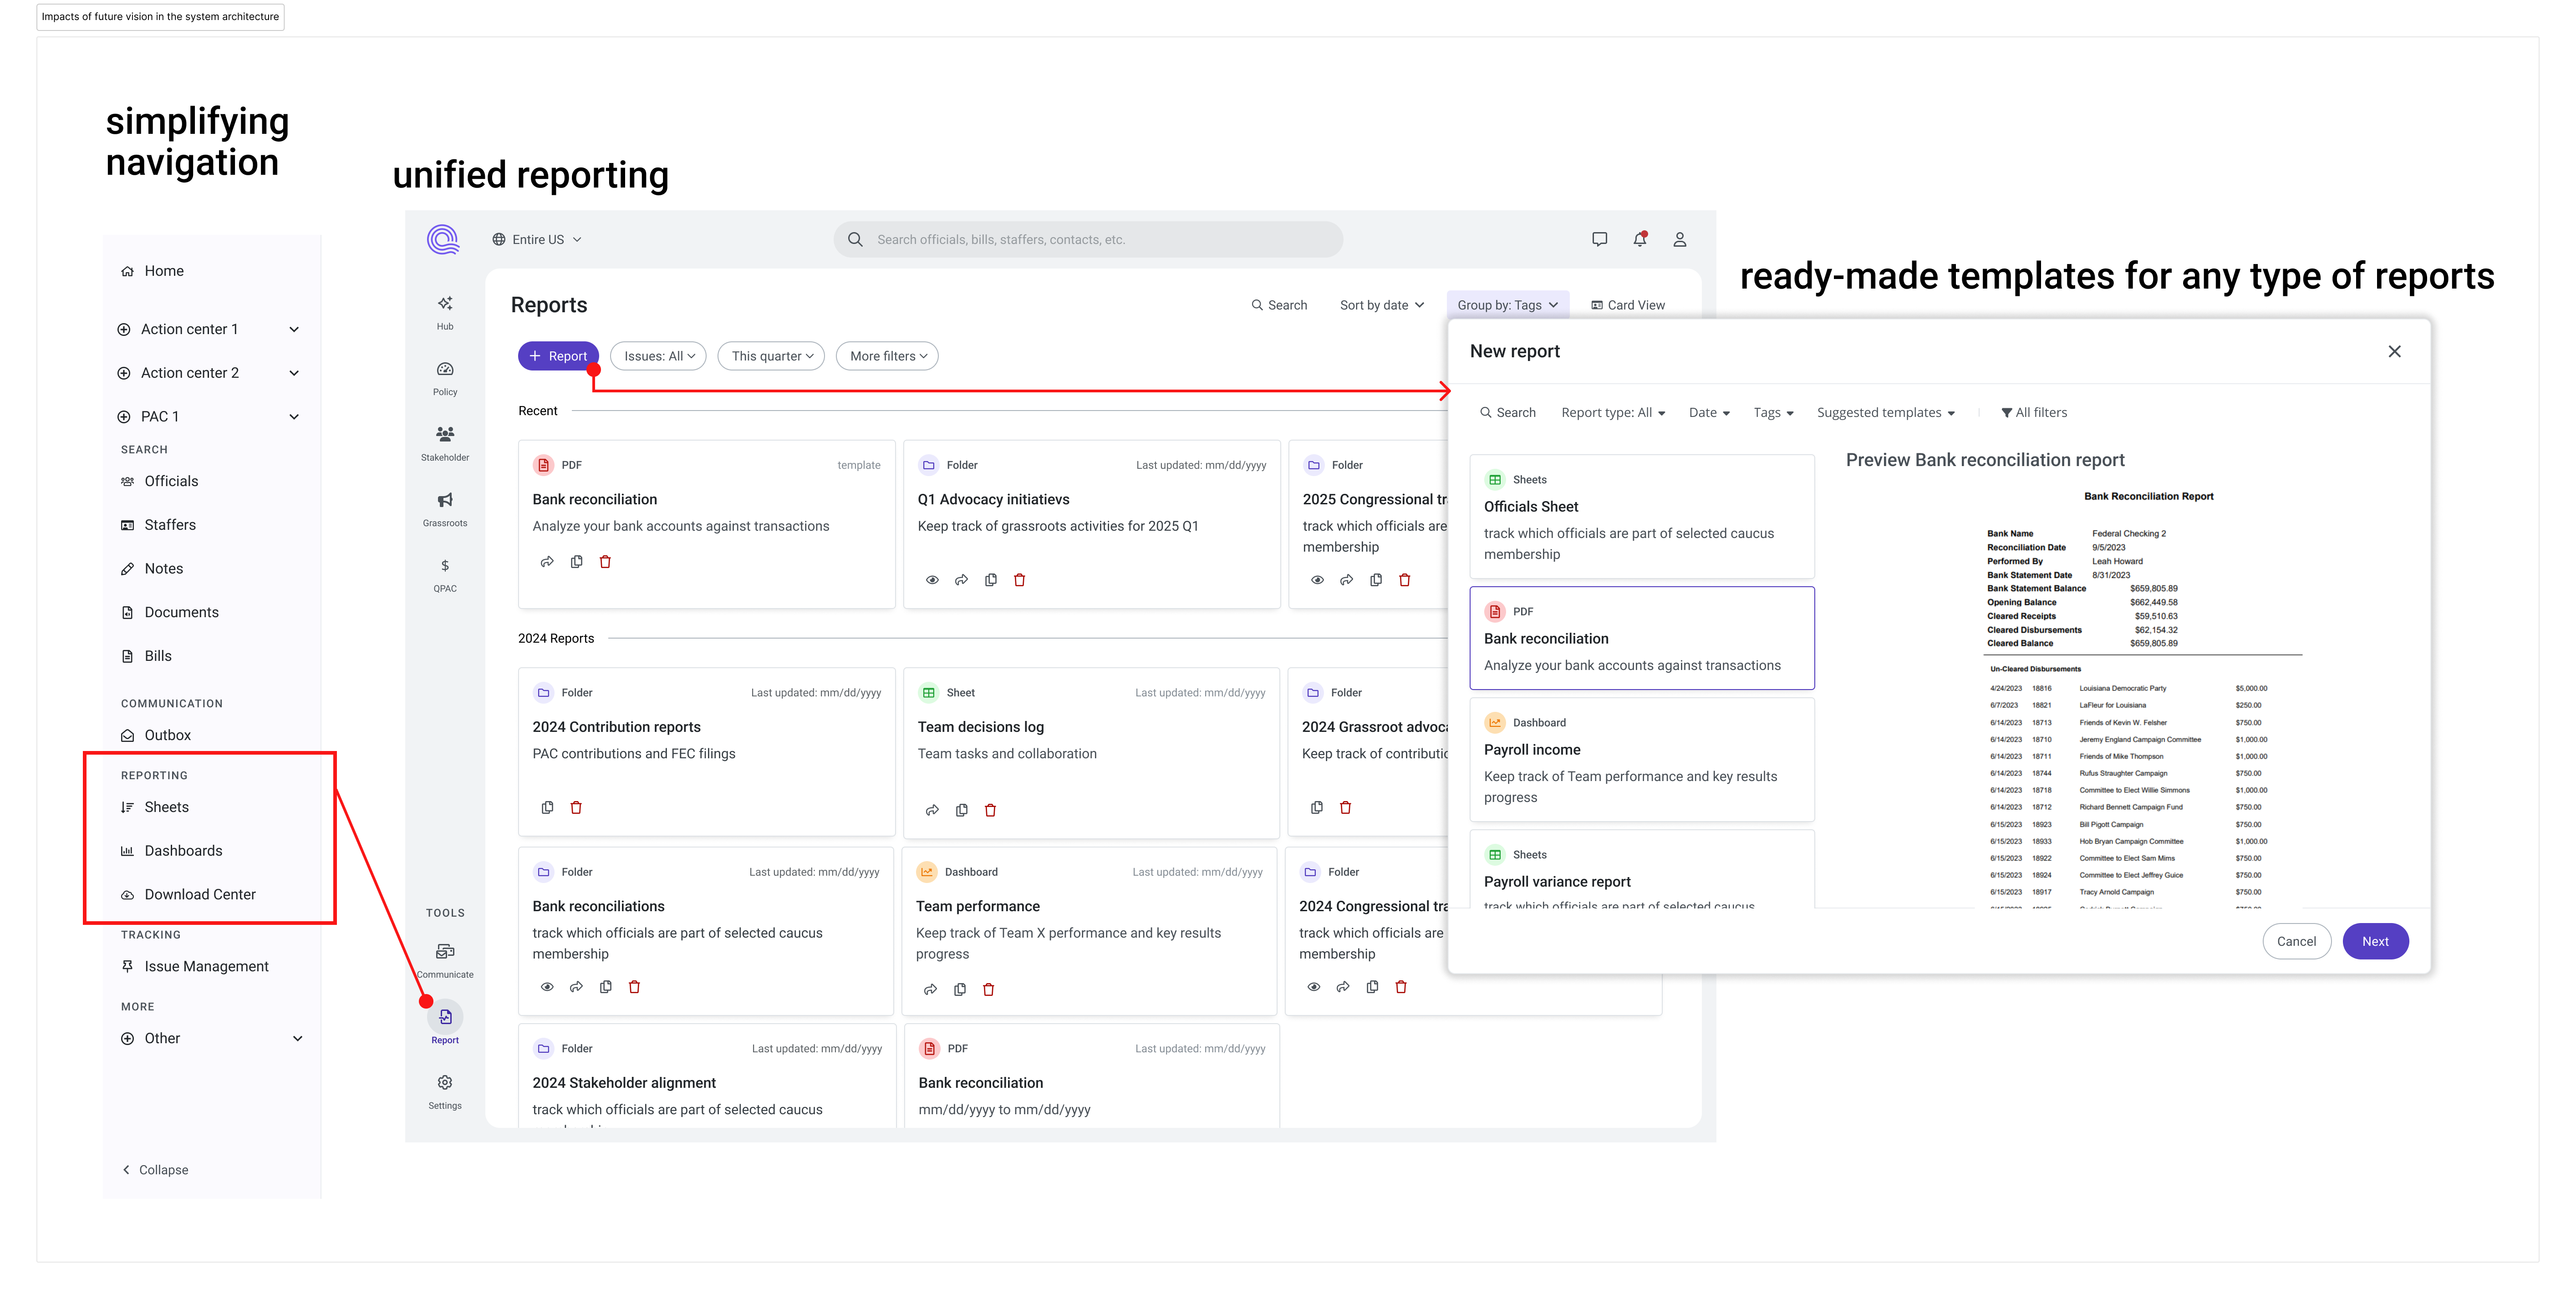 Impacts of future vision in the system architecture
simplifying
navigation
Home
Action center 1
Action center 2
PAC 1
SEARCH
Officials
Staffers
Notes
Documents
Bills
COMMUNICATION
Outbox
REPORTING
Sheets
Dashboards
Download Center
TRACKING
Issue Management
MORE
Other
Collapse
unified reporting
Entire US
Search officials, bills, staffers, contacts, etc.
Hub
Policy
Stakeholder
Grassroots
$
QPAC
TOOLS
Communicate
Report
Settings
Reports
Search
Sort by date
Group by: Tags
Card View
+ Report
Issues: All
This quarter
More filters
Recent
PDF
template
Bank reconciliation
Analyze your bank accounts against transactions
Folder
Last updated: mm/dd/yyyy
Q1 Advocacy initiatievs
Keep track of grassroots activities for 2025 Q1
Folder
2025 Congressional tr
track which officials are
membership
2024 Reports
Folder
Last updated: mm/dd/yyyy
2024 Contribution reports
PAC contributions and FEC filings
Sheet
Last updated: mm/dd/yyyy
Team decisions log
Team tasks and collaboration
Folder
2024 Grassroot advoca
Keep track of contributic
Folder
Last updated: mm/dd/yyyy
Bank reconciliations
track which officials are part of selected caucus
membership
Dashboard
Last updated: mm/dd/yyyy
Team performance
Keep track of Team X performance and key results
progress
Folder
2024 Congressional tra
track which officials are
membership
Folder
Last updated: mm/dd/yyyy
2024 Stakeholder alignment
track which officials are part of selected caucus
PDF
Last updated: mm/dd/yyyy
Bank reconciliation
mm/dd/yyyy to mm/dd/yyyy
ready-made templates for any type of reports
New report
Search
Report type: All
Date
Tags
Suggested templates
All filters
Sheets
Officials Sheet
track which officials are part of selected caucus
membership
PDF
Bank reconciliation
Analyze your bank accounts against transactions
Dashboard
Payroll income
Keep track of Team performance and key results
progress
Sheets
Payroll variance report
track which officials are part of selected caucus
Preview Bank reconciliation report
Bank Reconciliation Report
Bank Name Federal Checking 2
Reconciliation Date 9/5/2023
Performed By Leah Howard
Bank Statement Date 8/31/2023
Bank Statement Balance $659,805.89
Opening Balance $662,449.58
Cleared Receipts $59,510.63
Cleared Disbursements $62,154.32
Cleared Balance $659,805.89
Un-Cleared Disbursements
4/24/2023 18816 Louisiana Democratic Party $5,000.00
6/7/2023 18821 LaFleur for Louisiana $250.00
6/14/2023 18713 Friends of Kevin W. Felsher $750.00
6/14/2023 18710 Jeremy England Campaign Committee $1,000.00
6/14/2023 18711 Friends of Mike Thompson $1,000.00
6/14/2023 18744 Rufus Straughter Campaign $750.00
6/14/2023 18718 Committee to Elect Willie Simmons $1,000.00
6/14/2023 18712 Richard Bennett Campaign Fund $750.00
6/15/2023 18923 Bill Pigott Campaign $750.00
6/15/2023 18933 Hob Bryan Campaign Committee $1,000.00
6/15/2023 18922 Committee to Elect Sam Mims $750.00
6/15/2023 18924 Committee to Elect Jeffrey Guice $750.00
6/15/2023 18917 Tracy Arnold Campaign $750.00
Cancel
Next